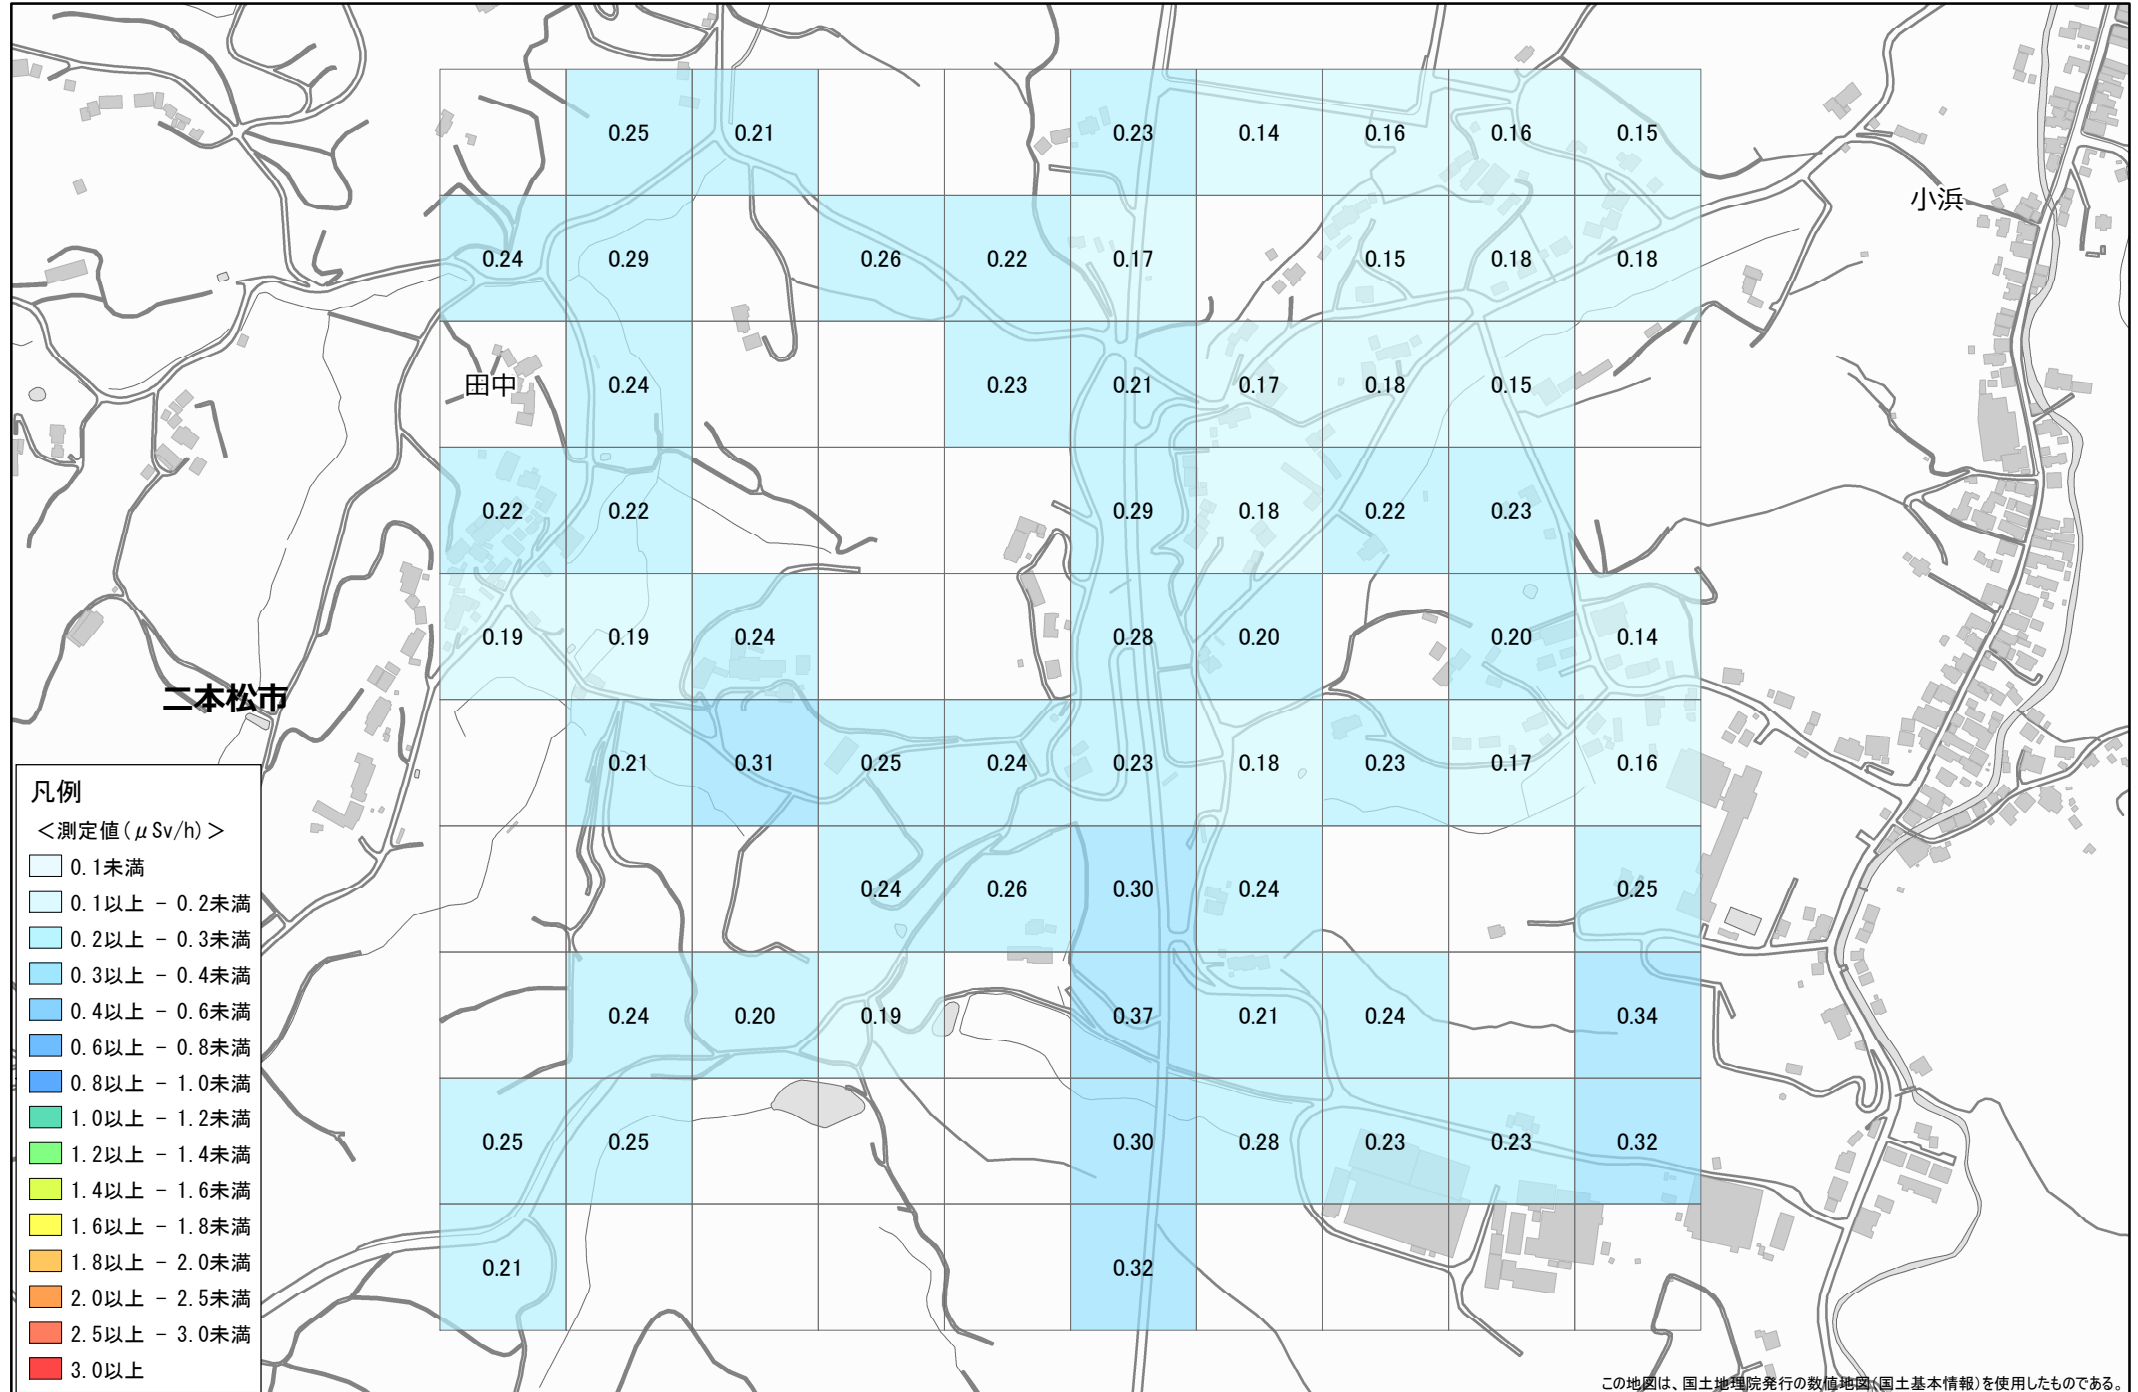 0.25 0.21 0.23 0.14 0.16 0.16 0.15
小浜
0.24 0.29 0.26 0.22 0.17 0.15 0.18 0.18
田中 0.24 0.23 0.21 0.17 0.18 0.15
0.22 0.22 0.29 0.18 0.22 0.23
0.19 0.19 0.24 0.28 0.20 0.20 0.14
二本松市
0.21 0.31 0.25 0.24 0.23 0.18 0.23 0.17 0.16
0.24 0.26 0.30 0.24 0.25
0.24 0.20 0.19 0.37 0.21 0.24 0.34
0.25 0.25 0.30 0.28 0.23 0.23 0.32
0.21 0.32
凡例
＜測定値(μSv/h)＞
0.1未満
0.1以上 - 0.2未満
0.2以上 - 0.3未満
0.3以上 - 0.4未満
0.4以上 - 0.6未満
0.6以上 - 0.8未満
0.8以上 - 1.0未満
1.0以上 - 1.2未満
1.2以上 - 1.4未満
1.4以上 - 1.6未満
1.6以上 - 1.8未満
1.8以上 - 2.0未満
2.0以上 - 2.5未満
2.5以上 - 3.0未満
3.0以上
この地図は、国土地理院発行の数値地図(国土基本情報)を使用したものである。